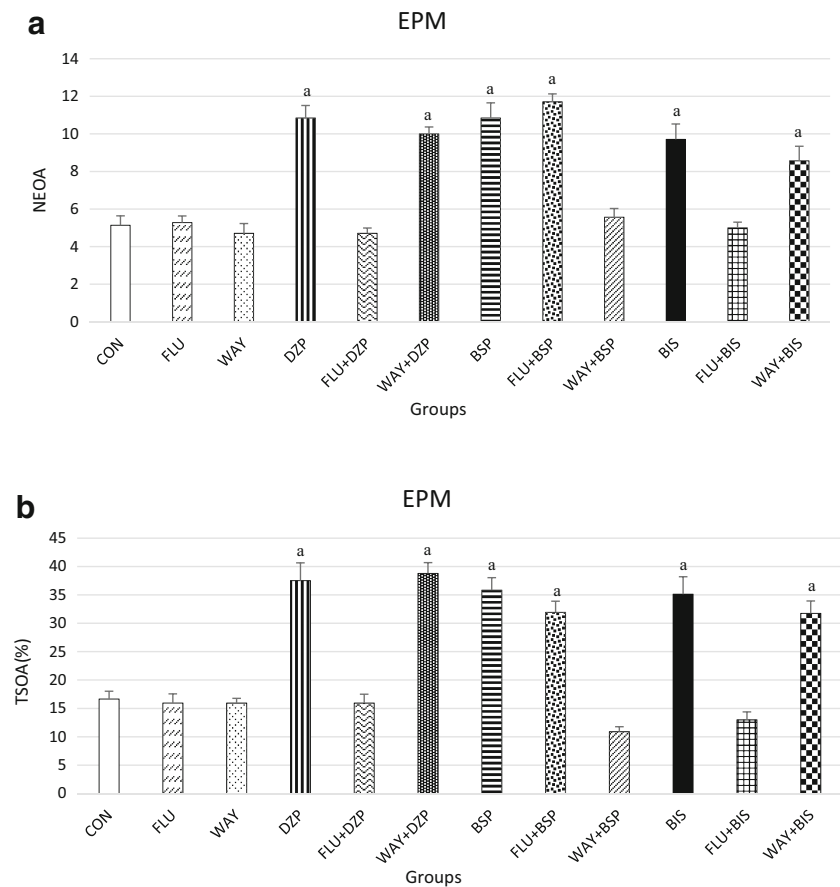 a
EPM
14
12
10
8
6
4
2
0
NEOA
a
a
a
a
a
a
CON
FLU
WAY
DZP
FLU+DZP
WAY+DZP
BSP
FLU+BSP
WAY+BSP
BIS
FLU+BIS
WAY+BIS
Groups
b
EPM
45
40
35
30
25
20
15
10
5
0
TSOA(%)
a
a
a
a
a
a
CON
FLU
WAY
DZP
FLU+DZP
WAY+DZP
BSP
FLU+BSP
WAY+BSP
BIS
FLU+BIS
WAY+BIS
Groups